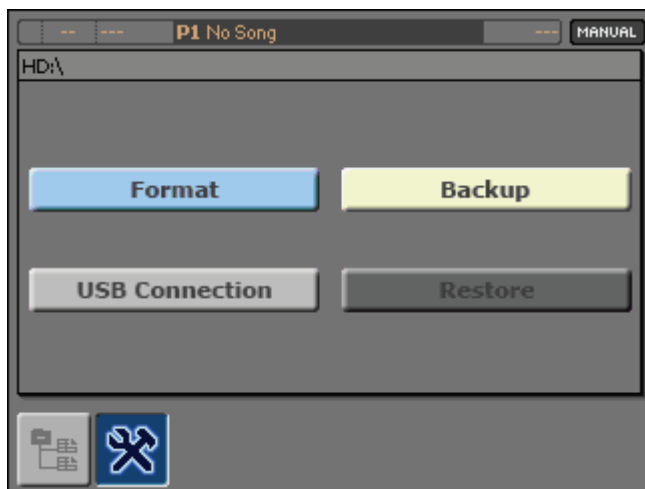 -- --- P1 No Song --- MANUAL
HD:\
Format Backup
USB Connection Restore